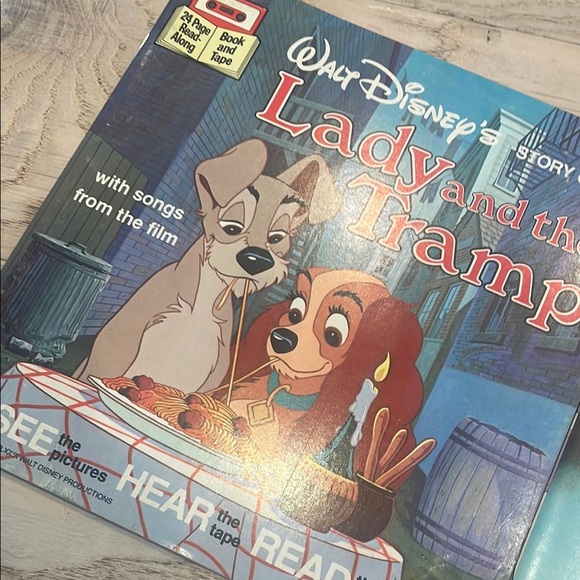 24 Page
Read-
Along
Book
and
Tape
WALT DISNEY'S STORY
Lady and the
Tramp
with songs
from the film
SEE the
pictures
HEAR the
tape
READ
WALT DISNEY PRODUCTIONS